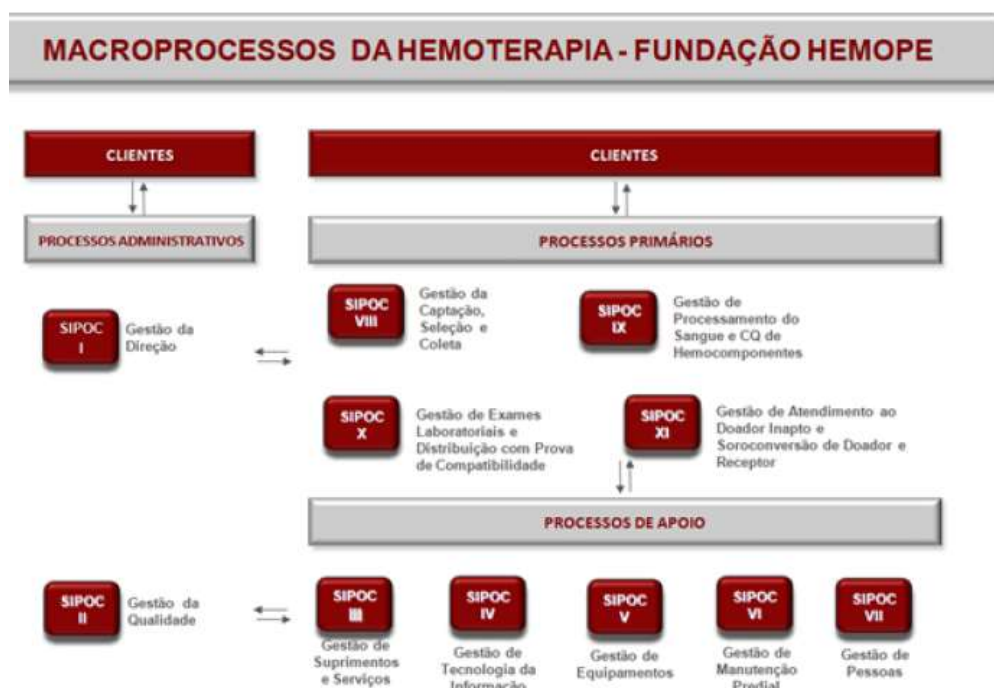 MACROPROCESSOS DA HEMOTERAPIA - FUNDAÇÃO HEMOPE
CLIENTES
CLIENTES
PROCESSOS ADMINISTRATIVOS
PROCESSOS PRIMÁRIOS
SIPOC
I
Gestão da
Direção
SIPOC
VIII
Gestão da
Captação,
Seleção e
Coleta
SIPOC
IX
Gestão de
Processamento do
Sangue e CQ de
Hemocomponentes
SIPOC
X
Gestão de Exames
Laboratoriais e
Distribuição com Prova
de Compatibilidade
SIPOC
XI
Gestão de Atendimento ao
Doador Inapto e
Soroconversão de Doador e
Receptor
PROCESSOS DE APOIO
SIPOC
II
Gestão da
Qualidade
SIPOC
III
Gestão de
Suprimentos
e Serviços
SIPOC
IV
Gestão de
Tecnologia da
Informação
SIPOC
V
Gestão de
Equipamentos
SIPOC
VI
Gestão de
Manutenção
Predial
SIPOC
VII
Gestão de
Pessoas